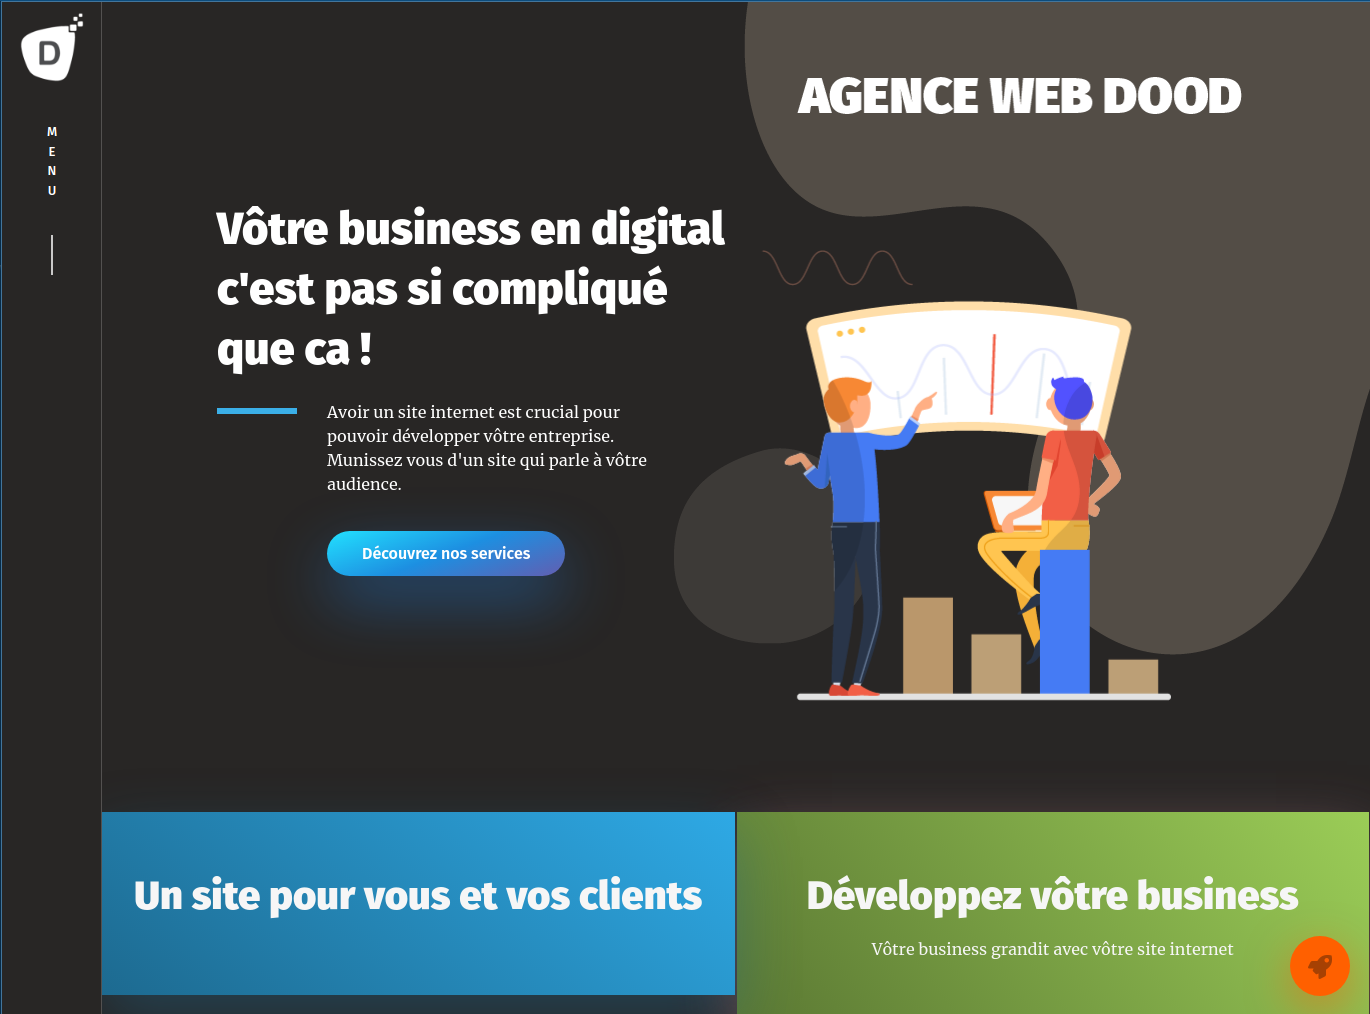 D
M
E
N
U
AGENCE WEB DOOD
Vôtre business en digital
c'est pas si compliqué
que ca !
Avoir un site internet est crucial pour
pouvoir développer vôtre entreprise.
Munissez vous d'un site qui parle à vôtre
audience.
Découvrez nos services
Un site pour vous et vos clients
Développez vôtre business
Vôtre business grandit avec vôtre site internet